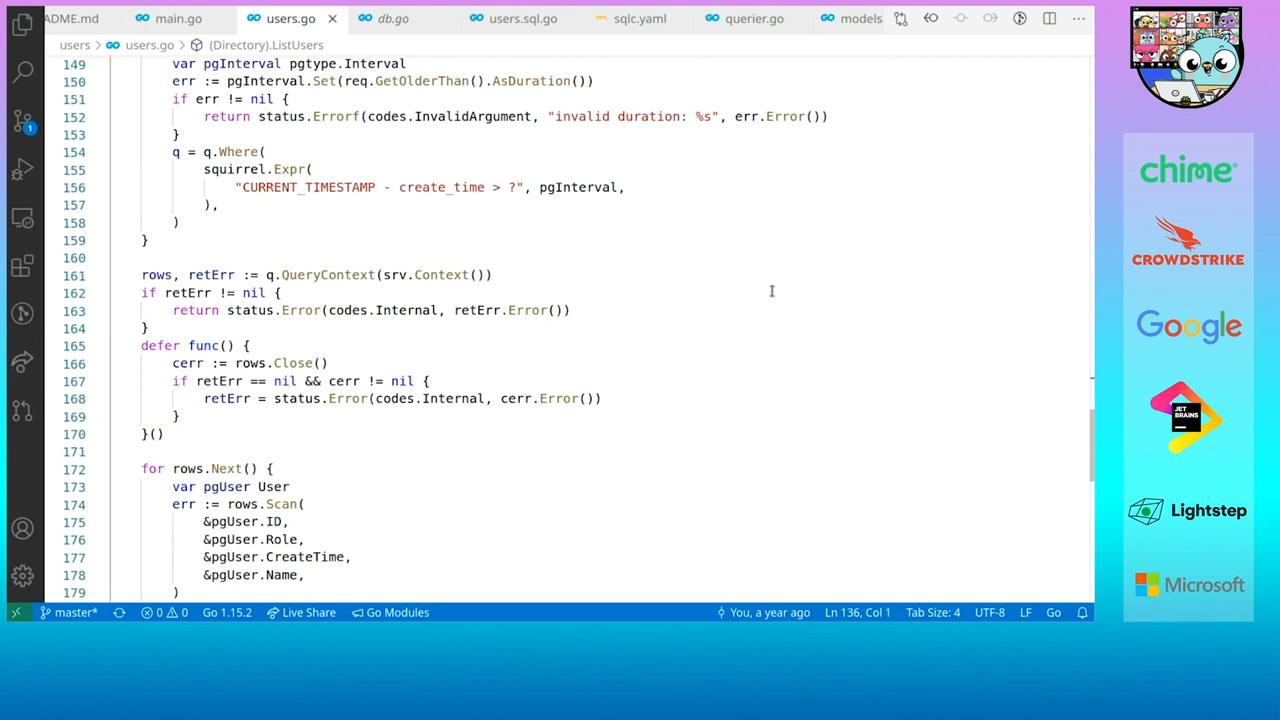 DME.md main.go users.go db.go users.sql.go sqlc.yaml querier.go models
users > users.go > (Directory).ListUsers
149 var pgInterval pgtype.Interval
150 err := pgInterval.Set(req.GetOlderThan().AsDuration())
151 if err != nil {
152 return status.Errorf(codes.InvalidArgument, "invalid duration: %s", err.Error())
153 }
154 q = q.Where(
155 squirrel.Expr(
156 "CURRENT_TIMESTAMP - create_time > ?", pgInterval,
157 ),
158 )
159 }
160
161 rows, retErr := q.QueryContext(srv.Context())
162 if retErr != nil {
163 return status.Error(codes.Internal, retErr.Error())
164 }
165 defer func() {
166 cerr := rows.Close()
167 if retErr == nil && cerr != nil {
168 retErr = status.Error(codes.Internal, cerr.Error())
169 }
170 }()
171
172 for rows.Next() {
173 var pgUser User
174 err := rows.Scan(
175 &pgUser.ID,
176 &pgUser.Role,
177 &pgUser.CreateTime,
178 &pgUser.Name,
179 )
1
master* 0 0 Go 1.15.2 Live Share Go Modules You, a year ago Ln 136, Col 1 Tab Size: 4 UTF-8 LF Go
chime
CROWDSTRIKE
Google
JET
BRAINS
Lightstep
Microsoft